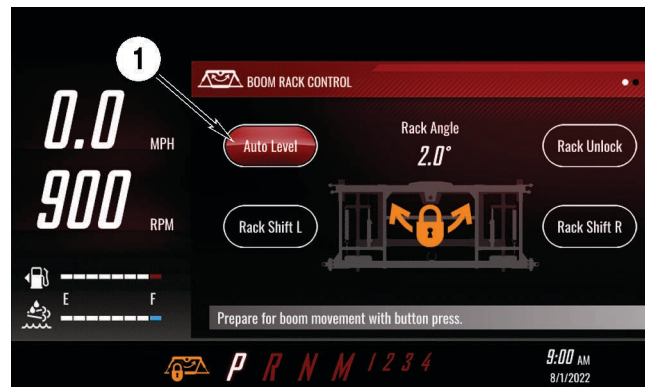 1
BOOM RACK CONTROL
0.0 MPH
900 RPM
E F
Auto Level
Rack Angle
2.0°
Rack Unlock
Rack Shift L
Rack Shift R
Prepare for boom movement with button press.
P R N M 1 2 3 4
9:00 AM
8/1/2022